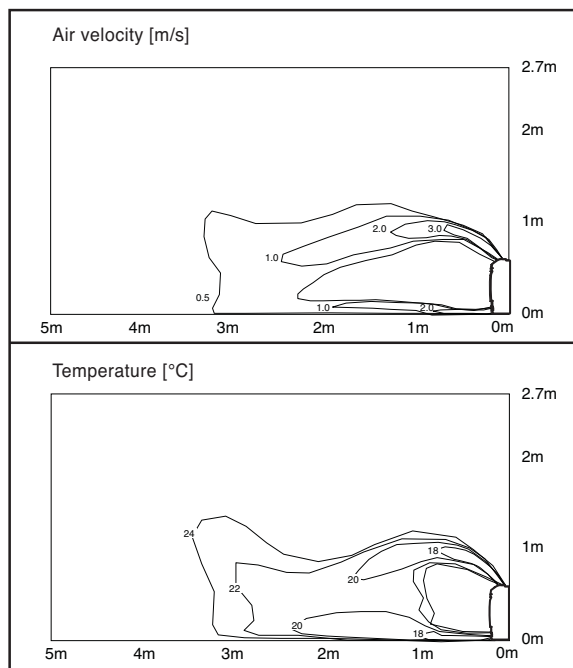 Air velocity [m/s]
2.7m
2m
1m
2.0
3.0
1.0
0.5
1.0
2.0
0m
5m 4m 3m 2m 1m 0m
Temperature [°C]
2.7m
2m
24
18
1m
20
22
20
18
0m
5m 4m 3m 2m 1m 0m